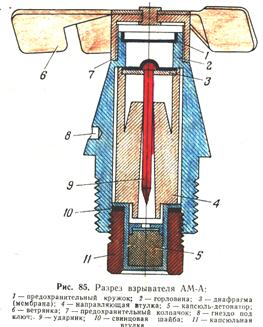 1
2
6
7
3
8
9
4
10
11
5
Рис. 85. Разрез взрывателя АМ-А:
1 — предохранительный кружок; 2 — горловина; 3 — диафрагма
(мембрана); 4 — направляющая втулка; 5 — капсюль-детонатор;
6 — ветрянка; 7 — предохранительный колпачок; 8 — гнездо под
ключ; 9 — ударник; 10 — свинцовая шайба; 11 — капсюльная
втулка